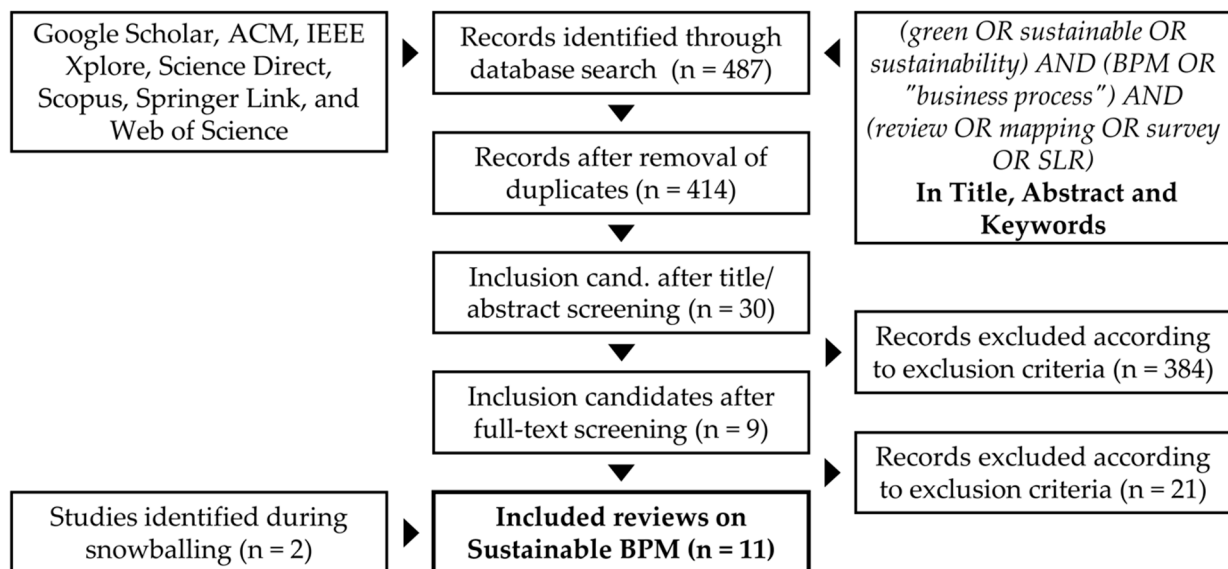 Google Scholar, ACM, IEEE
Xplore, Science Direct,
Scopus, Springer Link, and
Web of Science
Records identified through
database search (n = 487)
(green OR sustainable OR
sustainability) AND (BPM OR
"business process") AND
(review OR mapping OR survey
OR SLR)
In Title, Abstract and
Keywords
Records after removal of
duplicates (n = 414)
Inclusion cand. after title/
abstract screening (n = 30)
Records excluded according
to exclusion criteria (n = 384)
Inclusion candidates after
full-text screening (n = 9)
Records excluded according
to exclusion criteria (n = 21)
Studies identified during
snowballing (n = 2)
Included reviews on
Sustainable BPM (n = 11)